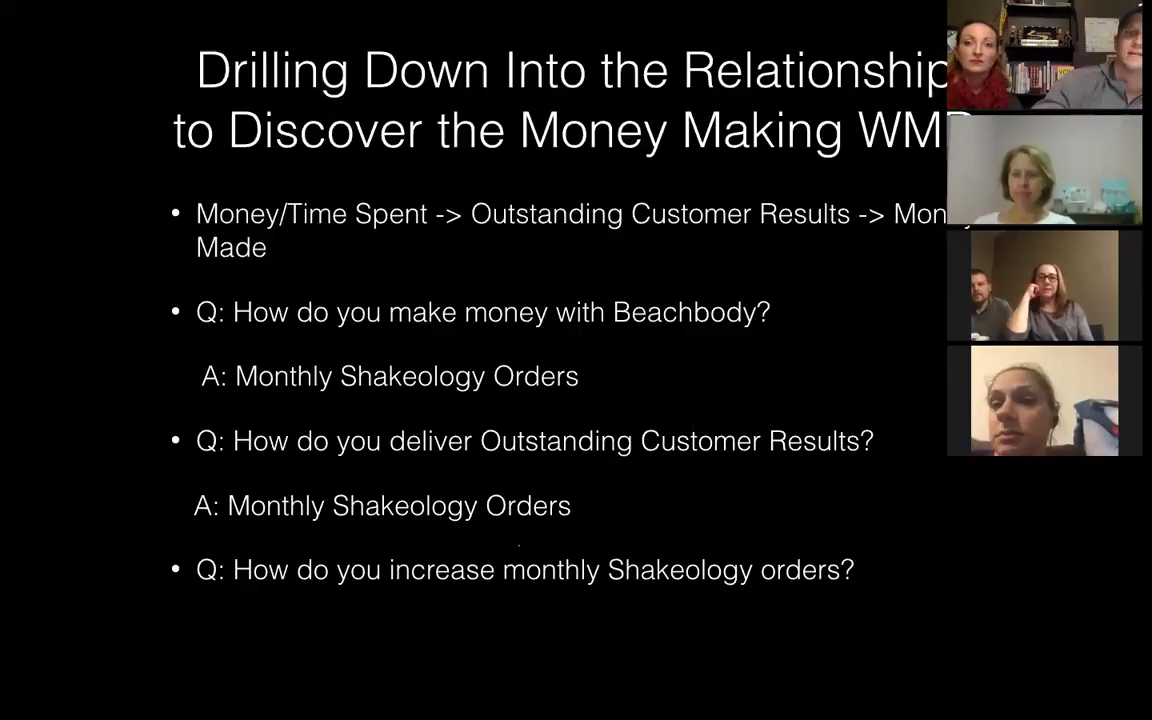 Drilling Down Into the Relationship
to Discover the Money Making
• Money/Time Spent -> Outstanding Customer Results -> Money
Made
• Q: How do you make money with Beachbody?
A: Monthly Shakeology Orders
• Q: How do you deliver Outstanding Customer Results?
A: Monthly Shakeology Orders
• Q: How do you increase monthly Shakeology orders?